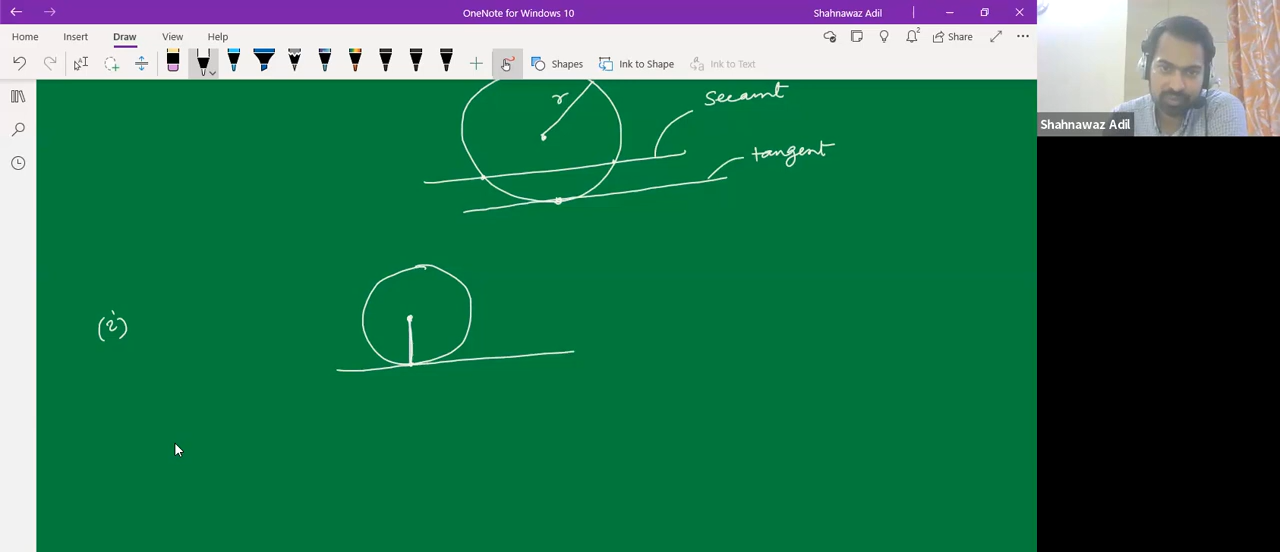 OneNote for Windows 10
Shahnawaz Adil
Home Insert Draw View Help
2
Share
Shapes
Ink to Shape
Ink to Text
r
Secant
tangent
Shahnawaz Adil